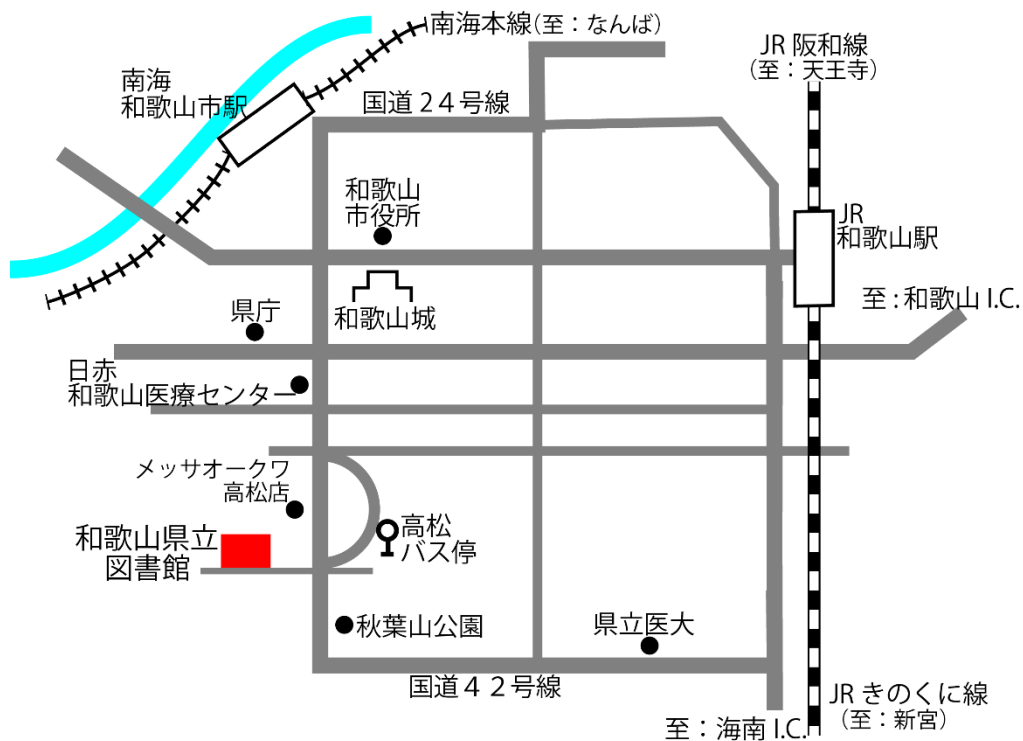 南海本線(至：なんば)
JR 阪和線
(至：天王寺)
南海
和歌山市駅
国道24号線
和歌山
市役所
JR
和歌山駅
至:和歌山 I.C.
和歌山城
県庁
日赤
和歌山医療センター
メッサオークワ
高松店
高松
バス停
和歌山県立
図書館
秋葉山公園
県立医大
国道４２号線
JR きのくに線
(至：新宮)
至：海南 I.C.